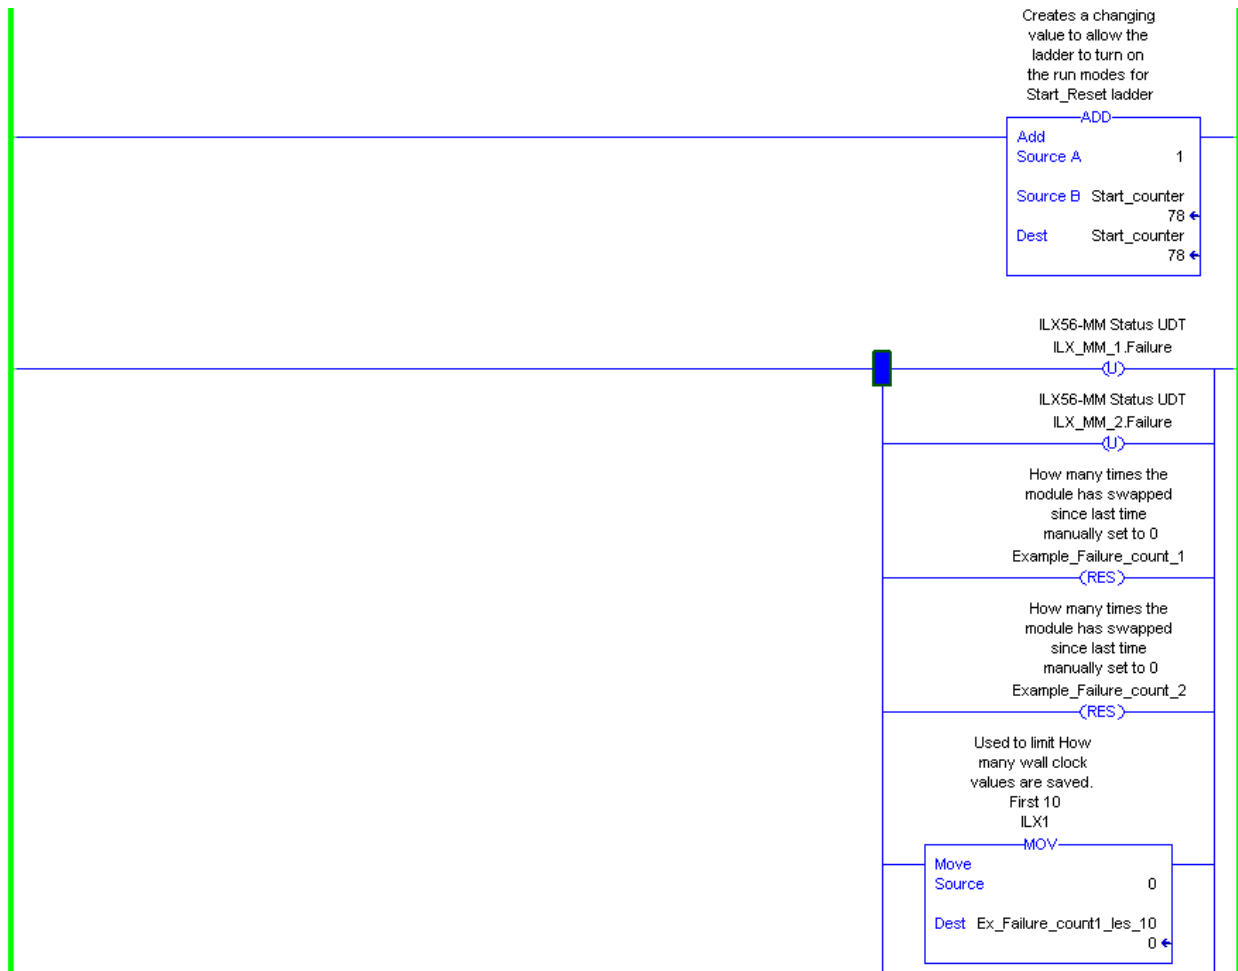 Creates a changing
value to allow the
ladder to turn on
the run modes for
Start_Reset ladder
ADD
Add
Source A 1
Source B Start_counter
78
Dest Start_counter
78
ILX56-MM Status UDT
ILX_MM_1.Failure
U
ILX56-MM Status UDT
ILX_MM_2.Failure
U
How many times the
module has swapped
since last time
manually set to 0
Example_Failure_count_1
RES
How many times the
module has swapped
since last time
manually set to 0
Example_Failure_count_2
RES
Used to limit How
many wall clock
values are saved.
First 10
ILX1
MOV
Move
Source 0
Dest Ex_Failure_count1_les_10
0